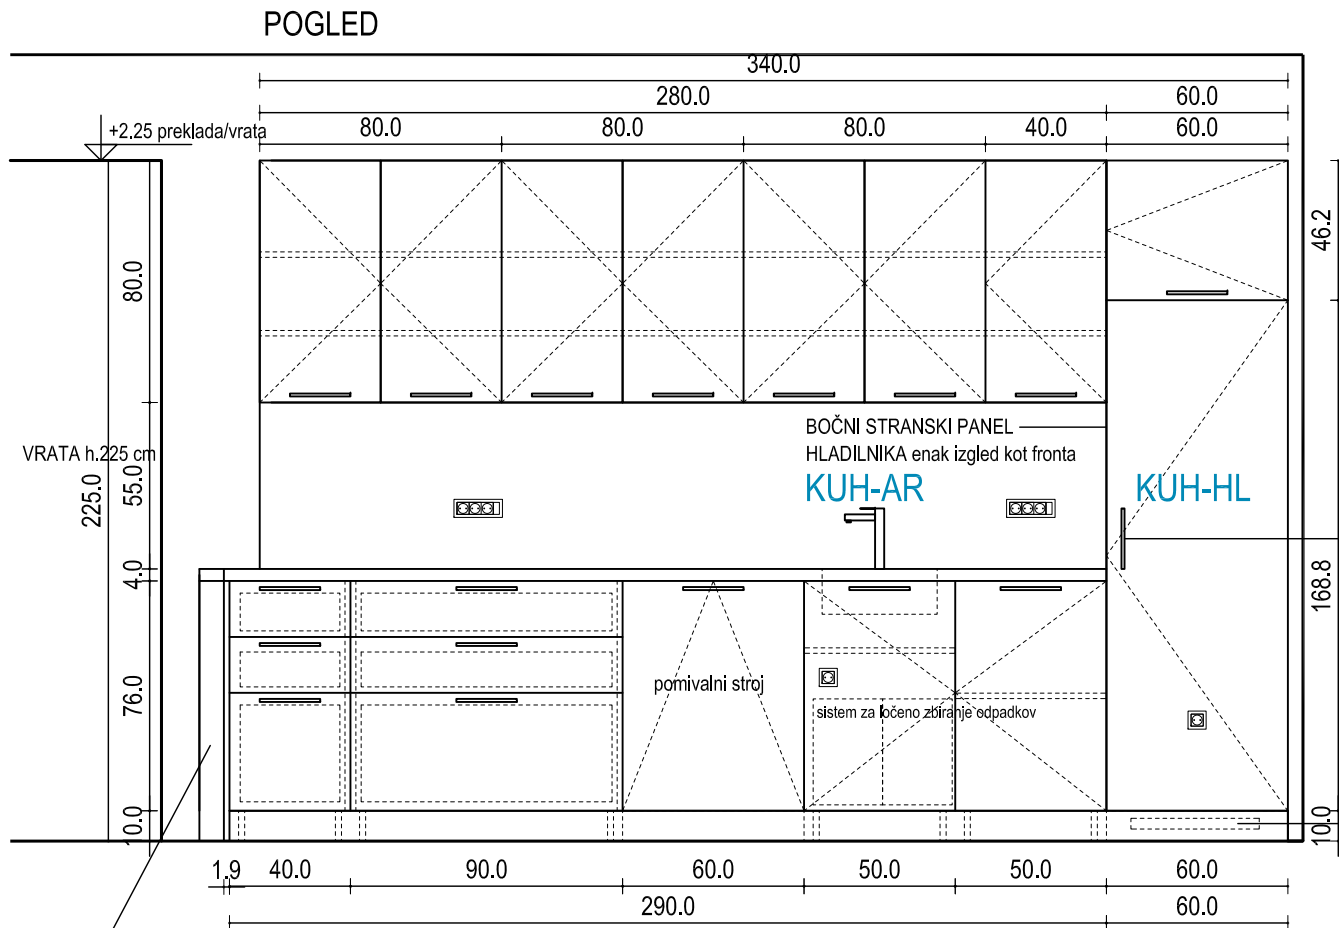 POGLED
340.0
280.0
60.0
+2.25 preklada/vrata
80.0
80.0
80.0
40.0
60.0
46.2
80.0
BOČNI STRANSKI PANEL
HLADILNIKA enak izgled kot fronta
VRATA h.225 cm
KUH-AR
KUH-HL
225.0
55.0
4.0
168.8
76.0
pomivalni stroj
sistem za ločeno zbiranje odpadkov
10.0
10.0
1.9
40.0
90.0
60.0
50.0
50.0
60.0
290.0
60.0